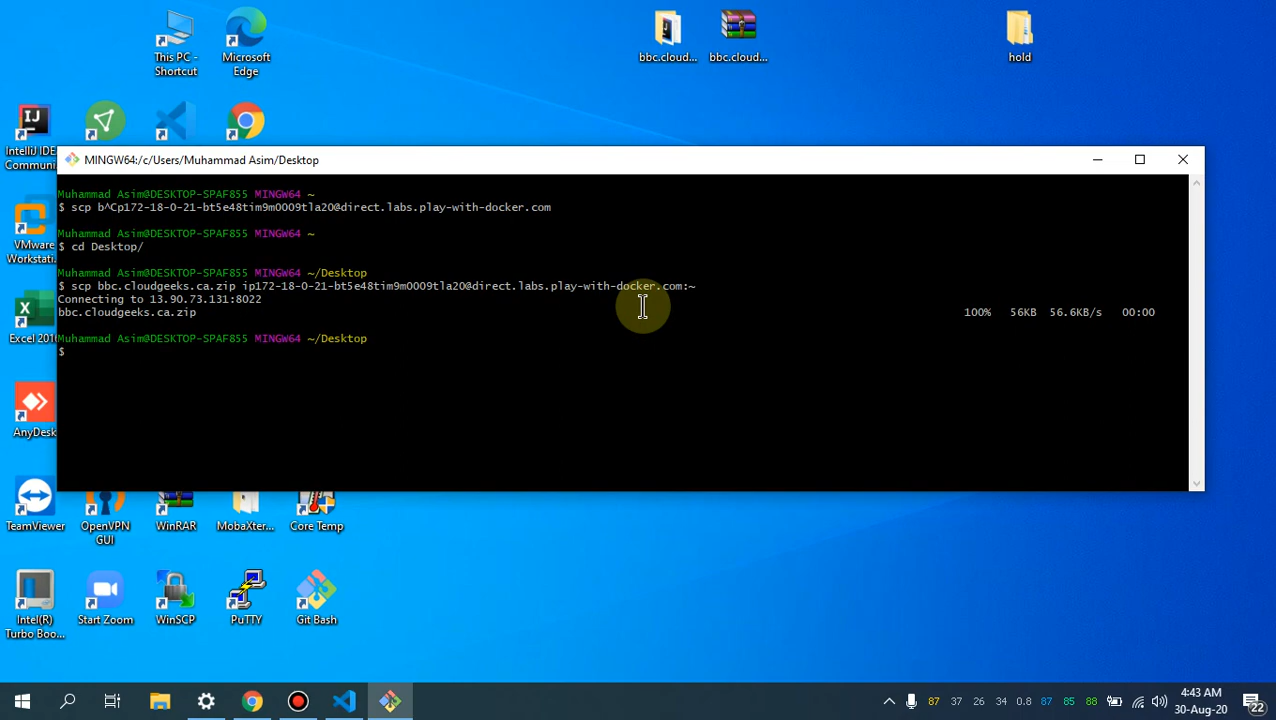 This PC -
Shortcut
Microsoft
Edge
bbc.cloud...
bbc.cloud...
hold
IntelliJ IDE
Communi...
MINGW64:/c/Users/Muhammad Asim/Desktop
Muhammad Asim@DESKTOP-SPAF855 MINGW64 ~
$ scp b^Cp172-18-0-21-bt5e48tim9m0009tla20@direct.labs.play-with-docker.com
Muhammad Asim@DESKTOP-SPAF855 MINGW64 ~
$ cd Desktop/
Muhammad Asim@DESKTOP-SPAF855 MINGW64 ~/Desktop
$ scp bbc.cloudgeeks.ca.zip ip172-18-0-21-bt5e48tim9m0009tla20@direct.labs.play-with-docker.com:~
Connecting to 13.90.73.131:8022
bbc.cloudgeeks.ca.zip 100% 56KB 56.6KB/s 00:00
Muhammad Asim@DESKTOP-SPAF855 MINGW64 ~/Desktop
$
VMware
Workstati...
Excel 2016
AnyDesk
TeamViewer
OpenVPN
GUI
WinRAR
MobaXter...
Core Temp
Intel(R)
Turbo Boo...
Start Zoom
WinSCP
PuTTY
Git Bash
87 37 26 34 0.8 87 85 88
4:43 AM
30-Aug-20
22